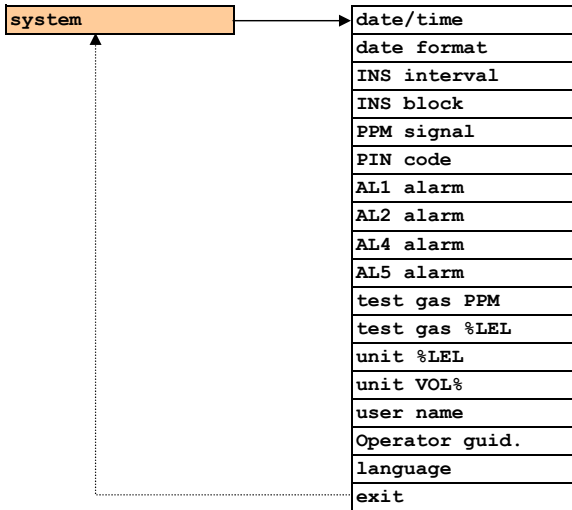 system
date/time
date format
INS interval
INS block
PPM signal
PIN code
AL1 alarm
AL2 alarm
AL4 alarm
AL5 alarm
test gas PPM
test gas %LEL
unit %LEL
unit VOL%
user name
Operator guid.
language
exit